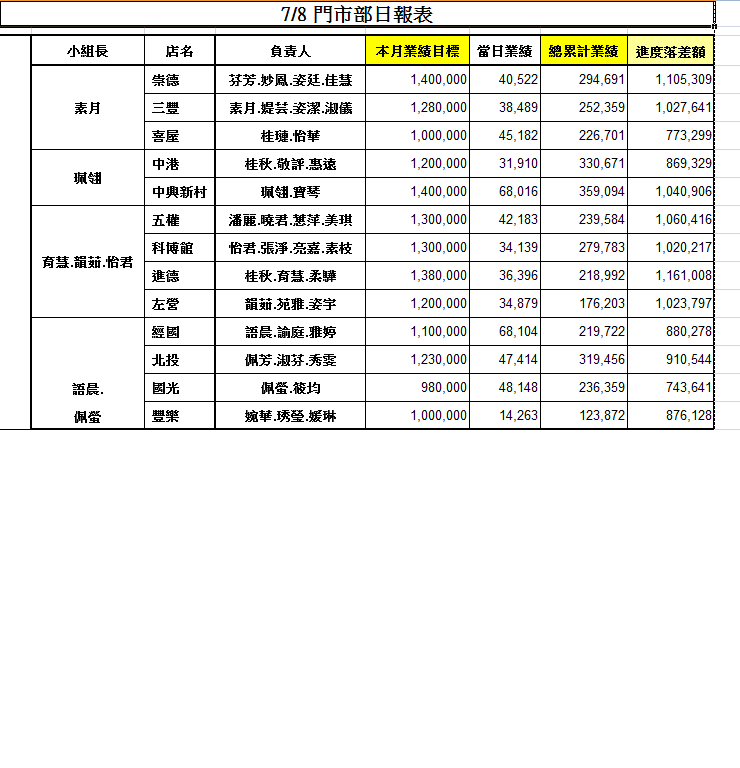 7/8 門市部日報表
小組長 店名 負責人 本月業績目標 當日業績 總累計業績 進度落差額
素月 崇德 芬芳.妙鳳.姿廷.佳慧 1,400,000 40,522 294,691 1,105,309
三豐 素月.緹芸.姿潔.淑儀 1,280,000 38,489 252,359 1,027,641
喜屋 桂璉.怡華 1,000,000 45,182 226,701 773,299
珮翎 中港 桂秋.敬評.惠遠 1,200,000 31,910 330,671 869,329
中興新村 珮翎.寶琴 1,400,000 68,016 359,094 1,040,906
育慧.韻茹.怡君 五權 潘麗.曉君.蕙萍.美琪 1,300,000 42,183 239,584 1,060,416
科博館 怡君.張淨.亮嘉.素枝 1,300,000 34,139 279,783 1,020,217
進德 桂秋.育慧.柔驊 1,380,000 36,396 218,992 1,161,008
左營 韻茹.苑雅.姿宇 1,200,000 34,879 176,203 1,023,797
語晨. 經國 語晨.諭庭.雅婷 1,100,000 68,104 219,722 880,278
北投 佩芳.淑芬.秀雯 1,230,000 47,414 319,456 910,544
國光 佩螢.筱均 980,000 48,148 236,359 743,641
佩螢 豐樂 婉華.琇瑩.媛琳 1,000,000 14,263 123,872 876,128